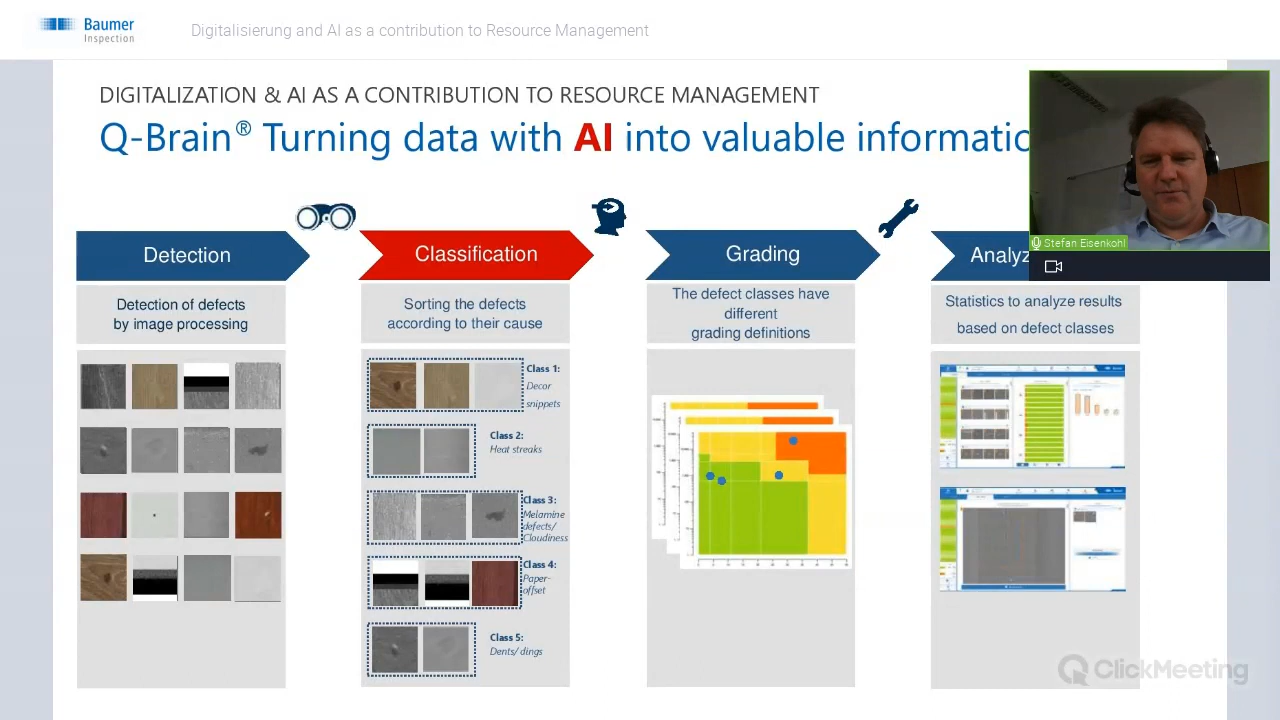 Baumer
Inspection
Digitalisierung and AI as a contribution to Resource Management
DIGITALIZATION & AI AS A CONTRIBUTION TO RESOURCE MANAGEMENT
Q-Brain® Turning data with AI into valuable informatio
Stefan Eisenkohl
Detection
Classification
Grading
Analyz
Detection of defects
by image processing
Sorting the defects
according to their cause
The defect classes have
different
grading definitions
Statistics to analyze results
based on defect classes
Class 1:
Decor
snippets
Class 2:
Heat streaks
Class 3:
Melamine
defects/
Cloudiness
Class 4:
Paper-
offset
Class 5:
Dents/ dings
ClickMeeting